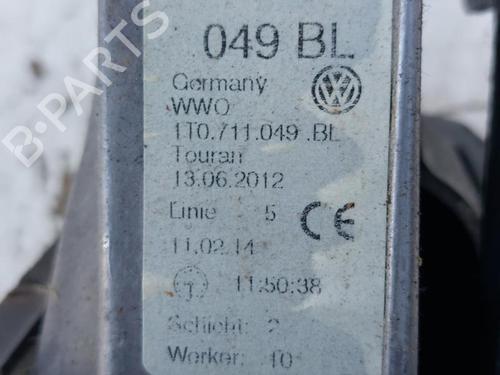 049 BL
Germany
WWO
1T0.711.049 .BL
Touran
13.06.2012
Linie : 5
11.02.14
11:50:38
Schicht: 2
Worker: 10
B-PARTS